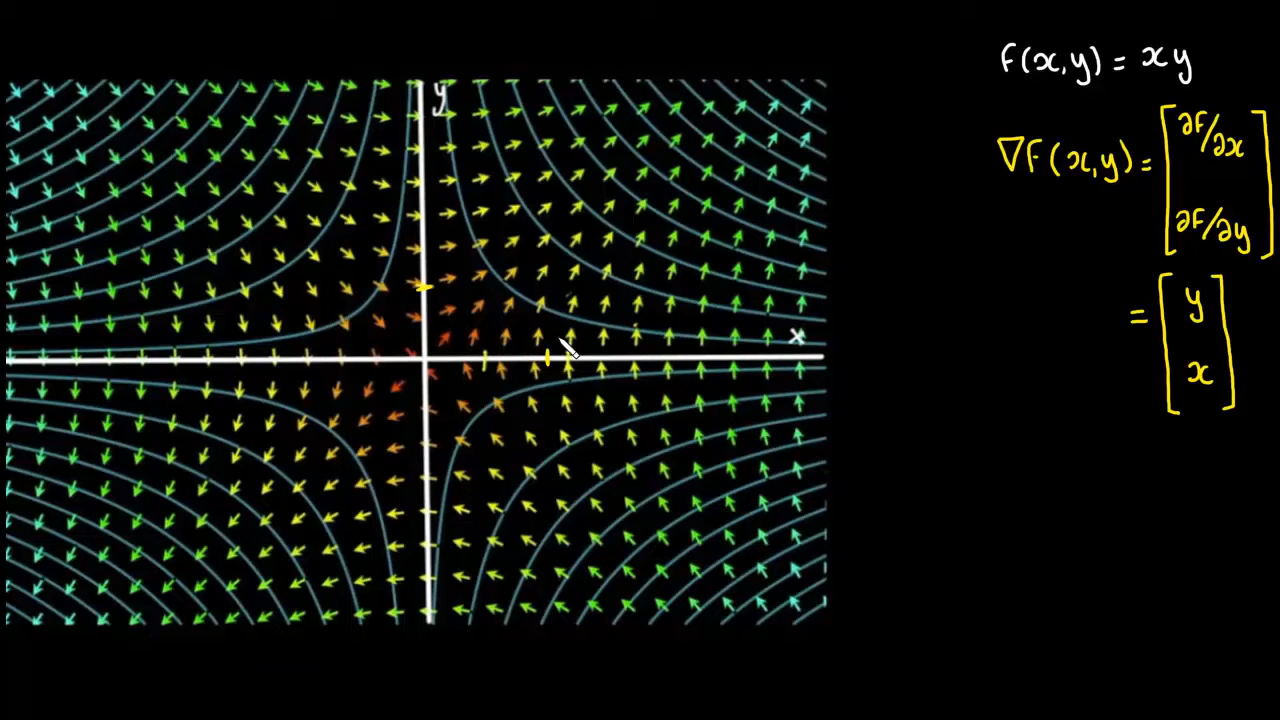 F(x,y) = xy
∇F(x,y) = [∂F/∂x
∂F/∂y]
= [y
x]
y
x